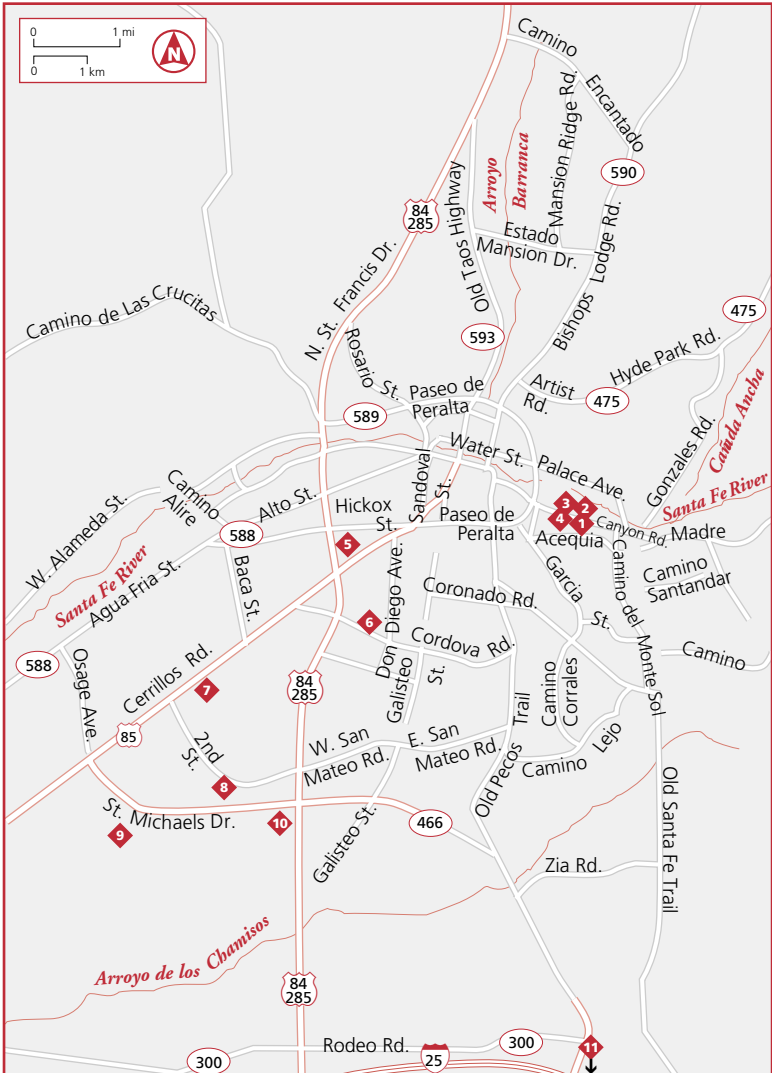 0 1 mi
0 1 km
N
Camino
Encantado
Mansion Ridge Rd.
590
Arroyo
Barranca
84
285
Old Taos Highway
Estado
Mansion Dr.
Bishops Lodge Rd.
N. St. Francis Dr.
Camino de Las Crucitas
593
475
Hyde Park Rd.
Rosario St.
Artist
Rd.
475
Paseo de
Peralta
589
Gonzales Rd.
Cañda Ancha
Water St.
Palace Ave.
Santa Fe River
Sandoval
St.
Camino
Alire
Alto St.
Hickox
St.
W. Alameda St.
588
Paseo de
Peralta
3
2
4
1
Canyon Rd.
Acequia
Madre
5
Santa Fe River
Agua Fria St.
Baca St.
Camino
Santandar
Garcia
St.
Camino del Monte Sol
Coronado Rd.
Don Diego Ave.
6
Cordova Rd.
Camino
588
Osage Ave.
Cerrillos Rd.
7
84
285
Galisteo
St.
Camino
Corrales
85
2nd
St.
W. San
Mateo Rd.
E. San
Mateo Rd.
Old Pecos Trail
Camino Lejo
8
St. Michaels Dr.
9
10
466
Galisteo St.
Old Santa Fe Trail
Zia Rd.
Arroyo de los Chamisos
84
285
Rodeo Rd.
300
25
300
11